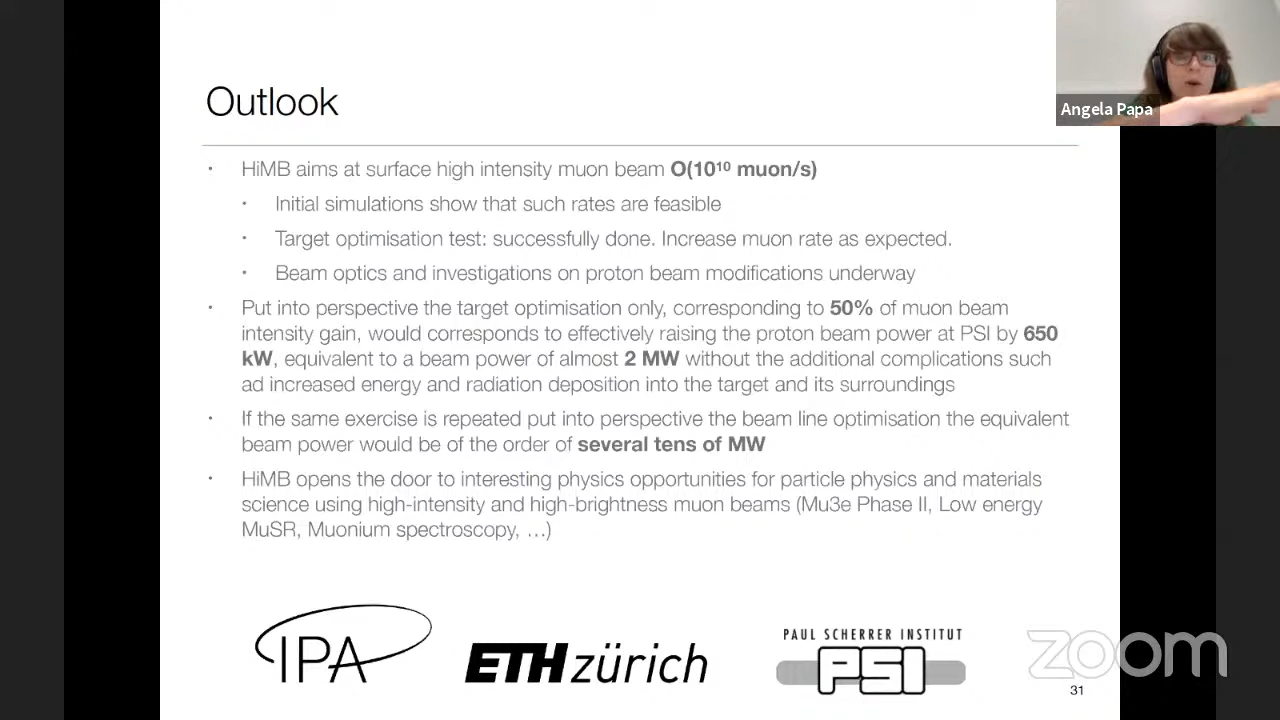 Angela Papa
Outlook
• HiMB aims at surface high intensity muon beam O(10¹⁰ muon/s)
• Initial simulations show that such rates are feasible
• Target optimisation test: successfully done. Increase muon rate as expected.
• Beam optics and investigations on proton beam modifications underway
• Put into perspective the target optimisation only, corresponding to 50% of muon beam
intensity gain, would corresponds to effectively raising the proton beam power at PSI by 650
kW, equivalent to a beam power of almost 2 MW without the additional complications such
ad increased energy and radiation deposition into the target and its surroundings
• If the same exercise is repeated put into perspective the beam line optimisation the equivalent
beam power would be of the order of several tens of MW
• HiMB opens the door to interesting physics opportunities for particle physics and materials
science using high-intensity and high-brightness muon beams (Mu3e Phase II, Low energy
MuSR, Muonium spectroscopy, …)
IPA
ETH zürich
PAUL SCHERRER INSTITUT
PSI
zoom
31